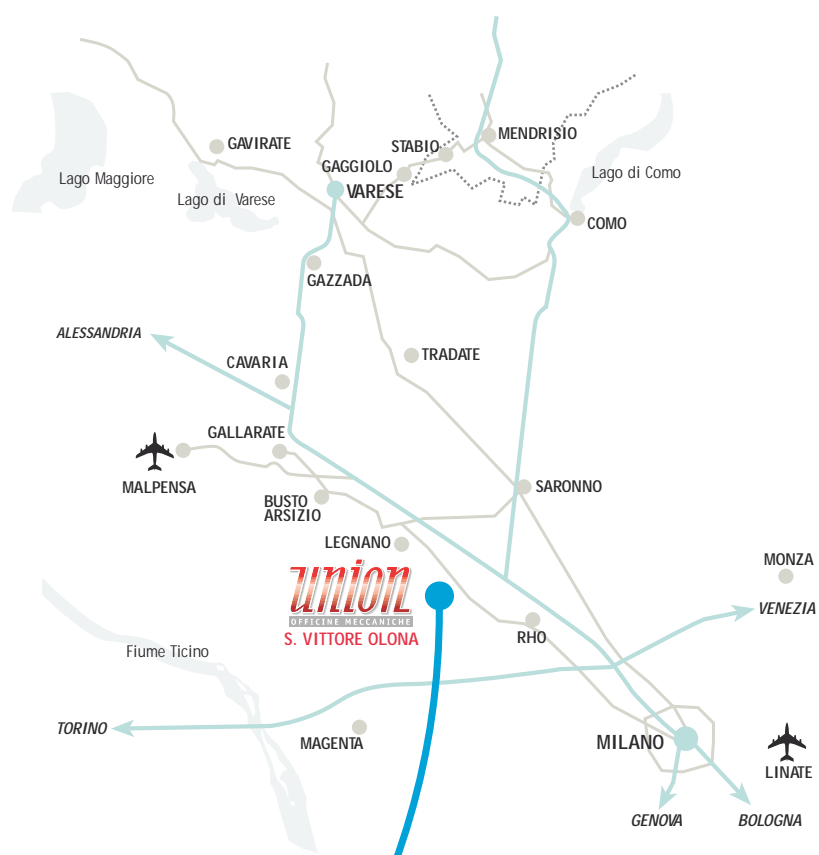 MENDRISIO
GAVIRATE
STABIO
GAGGIOLO
Lago di Como
Lago Maggiore
Lago di Varese
VARESE
COMO
GAZZADA
ALESSANDRIA
TRADATE
CAVARIA
GALLARATE
MALPENSA
SARONNO
BUSTO
ARSIZIO
LEGNANO
MONZA
union
OFFICINE MECCANICHE
S. VITTORE OLONA
VENEZIA
RHO
Fiume Ticino
TORINO
MAGENTA
MILANO
LINATE
GENOVA
BOLOGNA